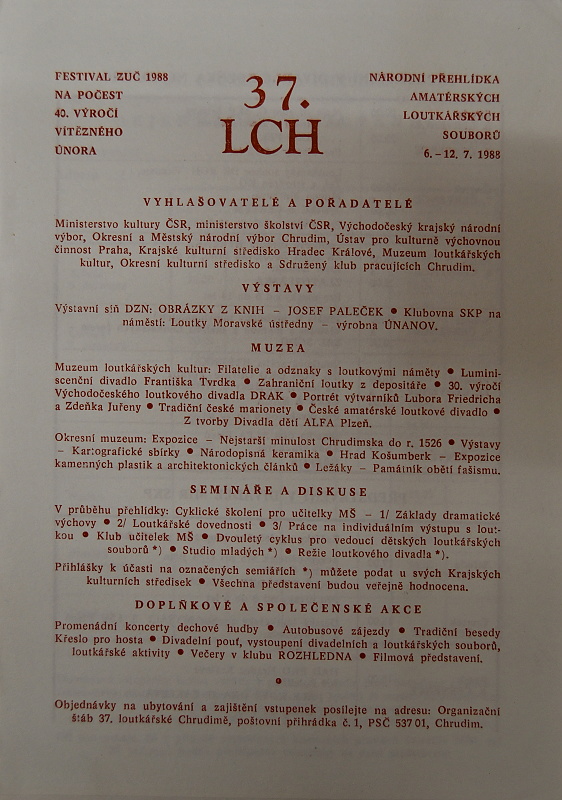 FESTIVAL ZUČ 1988
NA POČEST
40. VÝROČÍ
VÍTĚZNÉHO
ÚNORA
37.
LCH
NÁRODNÍ PŘEHLÍDKA
AMATÉRSKÝCH
LOUTKÁŘSKÝCH
SOUBORŮ
6.–12. 7. 1988
VYHLAŠOVATELÉ A POŘADATELÉ
Ministerstvo kultury ČSR, ministerstvo školství ČSR, Východočeský krajský národní
výbor, Okresní a Městský národní výbor Chrudim, Ústav pro kulturně výchovnou
činnost Praha, Krajské kulturní středisko Hradec Králové, Muzeum loutkářských
kultur, Okresní kulturní středisko a Sdružený klub pracujících Chrudim.
VÝSTAVY
Výstavní síň DZN: OBRÁZKY Z KNIH – JOSEF PALEČEK ● Klubovna SKP na
náměstí: Loutky Moravské ústředny – výrobna ÚNANOV.
MUZEA
Muzeum loutkářských kultur: Filatelie a odznaky s loutkovými náměty ● Lumini-
scenční divadlo Františka Tvrdka ● Zahraniční loutky z depositáře ● 30. výročí
Východočeského loutkového divadla DRAK ● Portrét výtvarníků Lubora Friedricha
a Zdeňka Juřeny ● Tradiční české marionety ● České amatérské loutkové divadlo ●
Z tvorby Divadla dětí ALFA Plzeň.
Okresní muzeum: Expozice – Nejstarší minulost Chrudimska do r. 1526 ● Výstavy
– Kartografické sbírky ● Národopisná keramika ● Hrad Košumberk – Expozice
kamenných plastik a architektonických článků ● Ležáky – Památník obětí fašismu.
SEMINÁŘE A DISKUSE
V průběhu přehlídky: Cyklické školení pro učitelky MŠ – 1/ Základy dramatické
výchovy ● 2/ Loutkářské dovednosti ● 3/ Práce na individuálním výstupu s lout-
kou ● Klub učitelek MŠ ● Dvouletý cyklus pro vedoucí dětských loutkářských
souborů *) ● Studio mladých *) ● Režie loutkového divadla *).
Přihlášky k účasti na označených semiářích *) můžete podat u svých Krajských
kulturních středisek ● Všechna představení budou veřejně hodnocena.
DOPLŇKOVÉ A SPOLEČENSKÉ AKCE
Promenádní koncerty dechové hudby ● Autobusové zájezdy ● Tradiční besedy
Křeslo pro hosta ● Divadelní pouť, vystoupení divadelních a loutkářských souborů,
loutkářské aktivity ● Večery v klubu ROZHLEDNA ● Filmová představení.
●
Objednávky na ubytování a zajištění vstupenek posílejte na adresu: Organizační
štáb 37. loutkářské Chrudimě, poštovní přihrádka č. 1, PSČ 537 01, Chrudim.